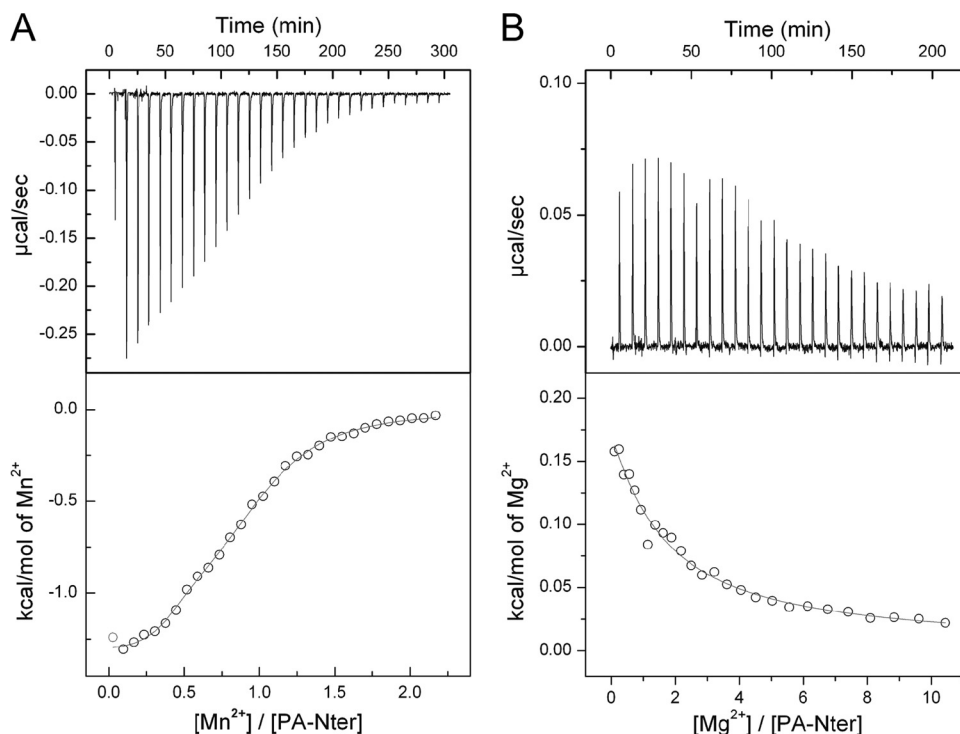 A
Time (min)
0 50 100 150 200 250 300
0.00
-0.05
-0.10
-0.15
-0.20
-0.25
µcal/sec
0.0
-0.5
-1.0
kcal/mol of Mn²⁺
0.0 0.5 1.0 1.5 2.0
[Mn²⁺] / [PA-Nter]
B
Time (min)
0 50 100 150 200
0.10
0.05
0.00
µcal/sec
0.20
0.15
0.10
0.05
0.00
kcal/mol of Mg²⁺
0 2 4 6 8 10
[Mg²⁺] / [PA-Nter]